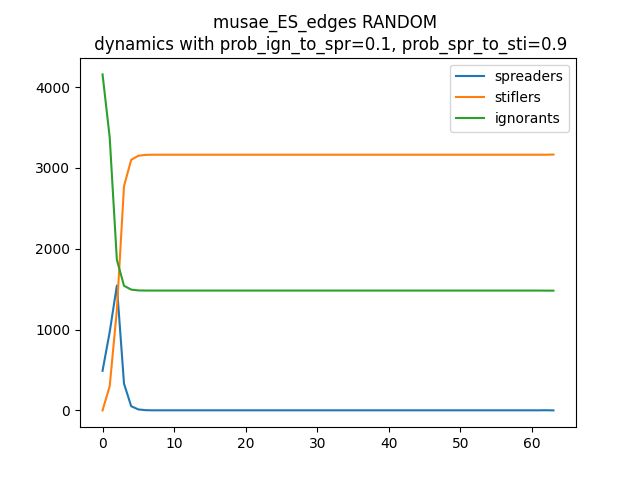 musae_ES_edges RANDOM
dynamics with prob_ign_to_spr=0.1, prob_spr_to_sti=0.9
spreaders
stiflers
ignorants
4000
3000
2000
1000
0
0 10 20 30 40 50 60